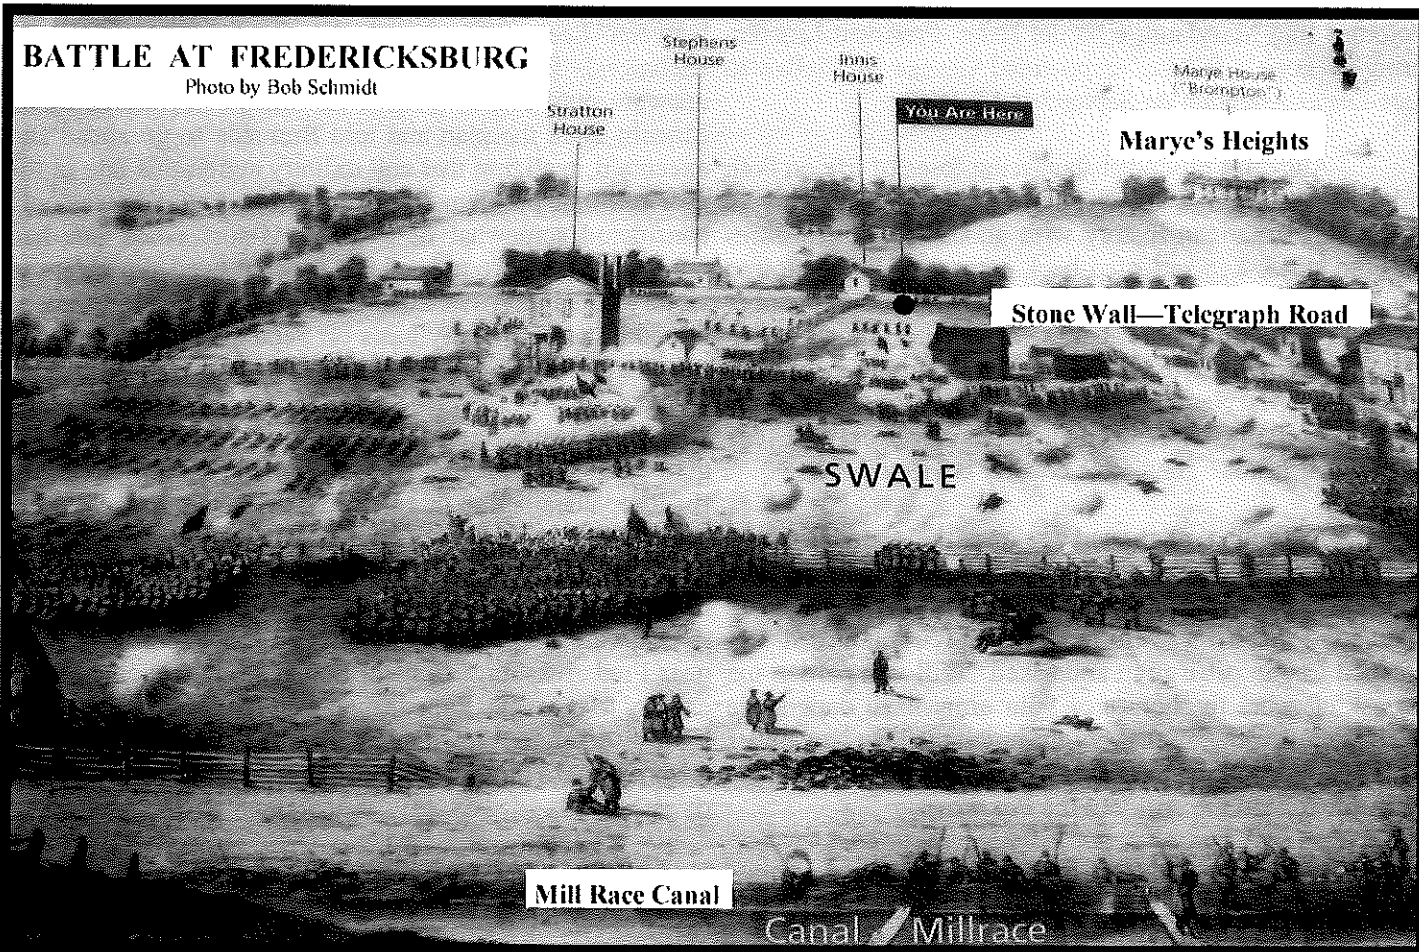 BATTLE AT FREDERICKSBURG
Photo by Bob Schmidt
Stephens
House
Innis
House
Marye House
("Brompton")
Stratton
House
You Are Here
Marye's Heights
Stone Wall—Telegraph Road
SWALE
Mill Race Canal
Canal Millrace